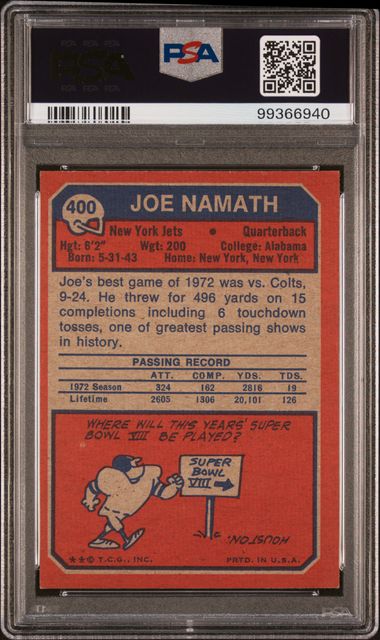 PSA
PSA
99366940
400
JOE NAMATH
New York Jets • Quarterback
Hgt: 6'2" Wgt: 200 College: Alabama
Born: 5-31-43 Home: New York, New York
Joe's best game of 1972 was vs. Colts,
9-24. He threw for 496 yards on 15
completions including 6 touchdown
tosses, one of greatest passing shows
in history.
PASSING RECORD
ATT. COMP. YDS. TDS.
1972 Season 324 162 2816 19
Lifetime 2605 1306 20,101 126
WHERE WILL THIS YEARS' SUPER
BOWL VIII BE PLAYED?
SUPER
BOWL
VIII
HOUSTON.
**© T.C.G., INC. PRTD. IN U.S.A.
PSA